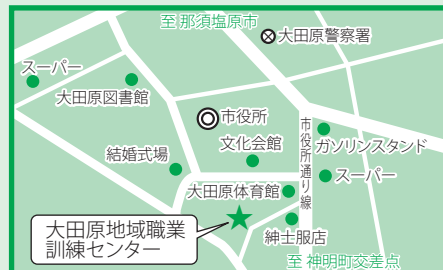 至 那須塩原市
大田原警察署
スーパー
大田原図書館
市役所
ガソリンスタンド
文化会館
結婚式場
市役所通り線
スーパー
大田原体育館
大田原地域職業
訓練センター
紳士服店
至 神明町交差点